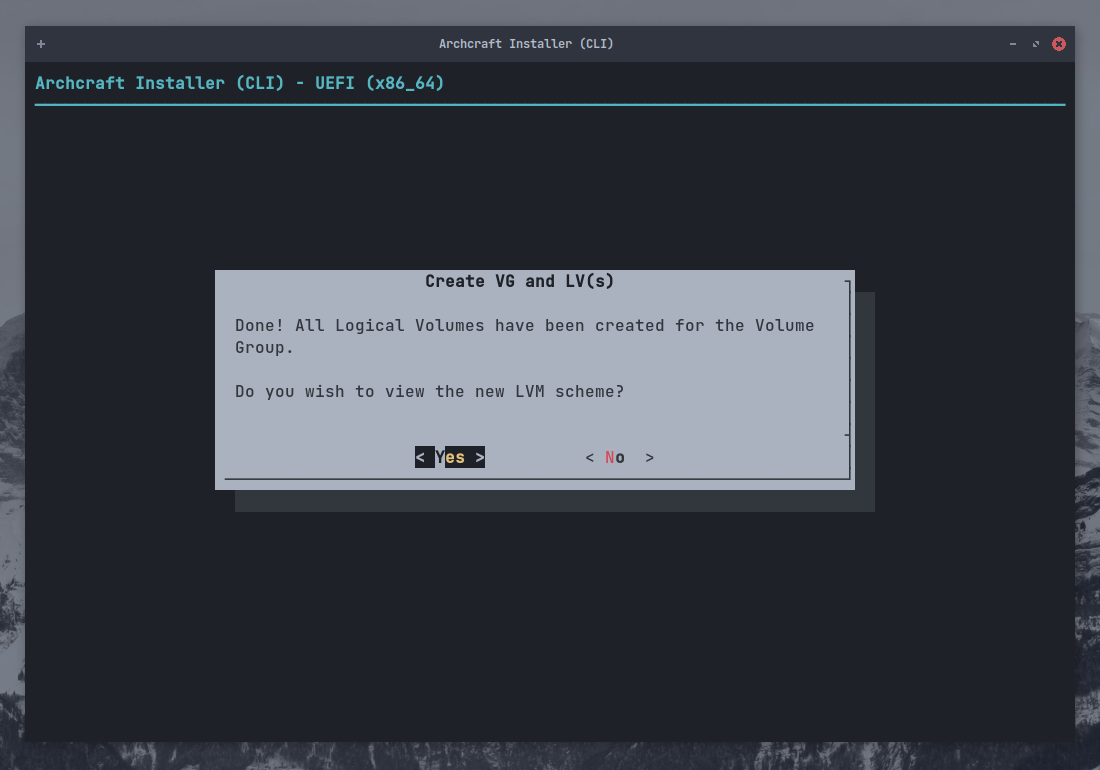 Archcraft Installer (CLI)
Archcraft Installer (CLI) - UEFI (x86_64)
Create VG and LV(s)
Done! All Logical Volumes have been created for the Volume
Group.
Do you wish to view the new LVM scheme?
< Yes > < No >